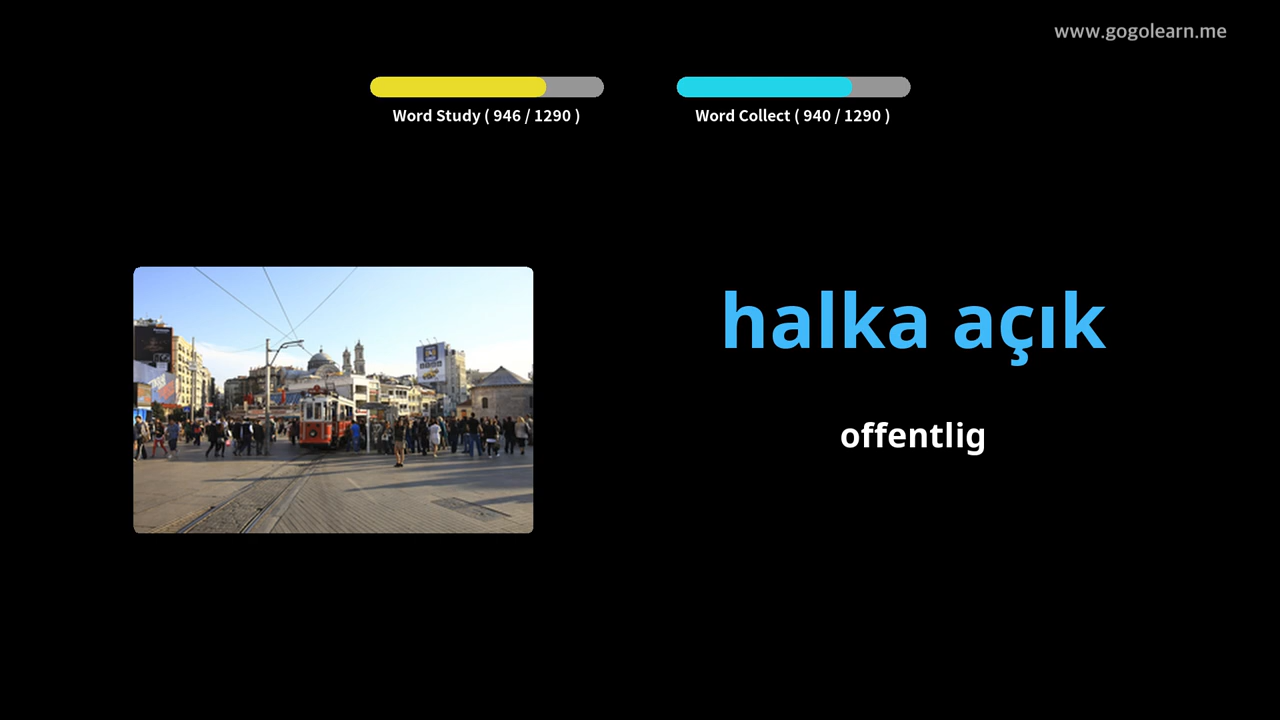 www.gogolearn.me
Word Study ( 946 / 1290 )
Word Collect ( 940 / 1290 )
halka açık
offentlig